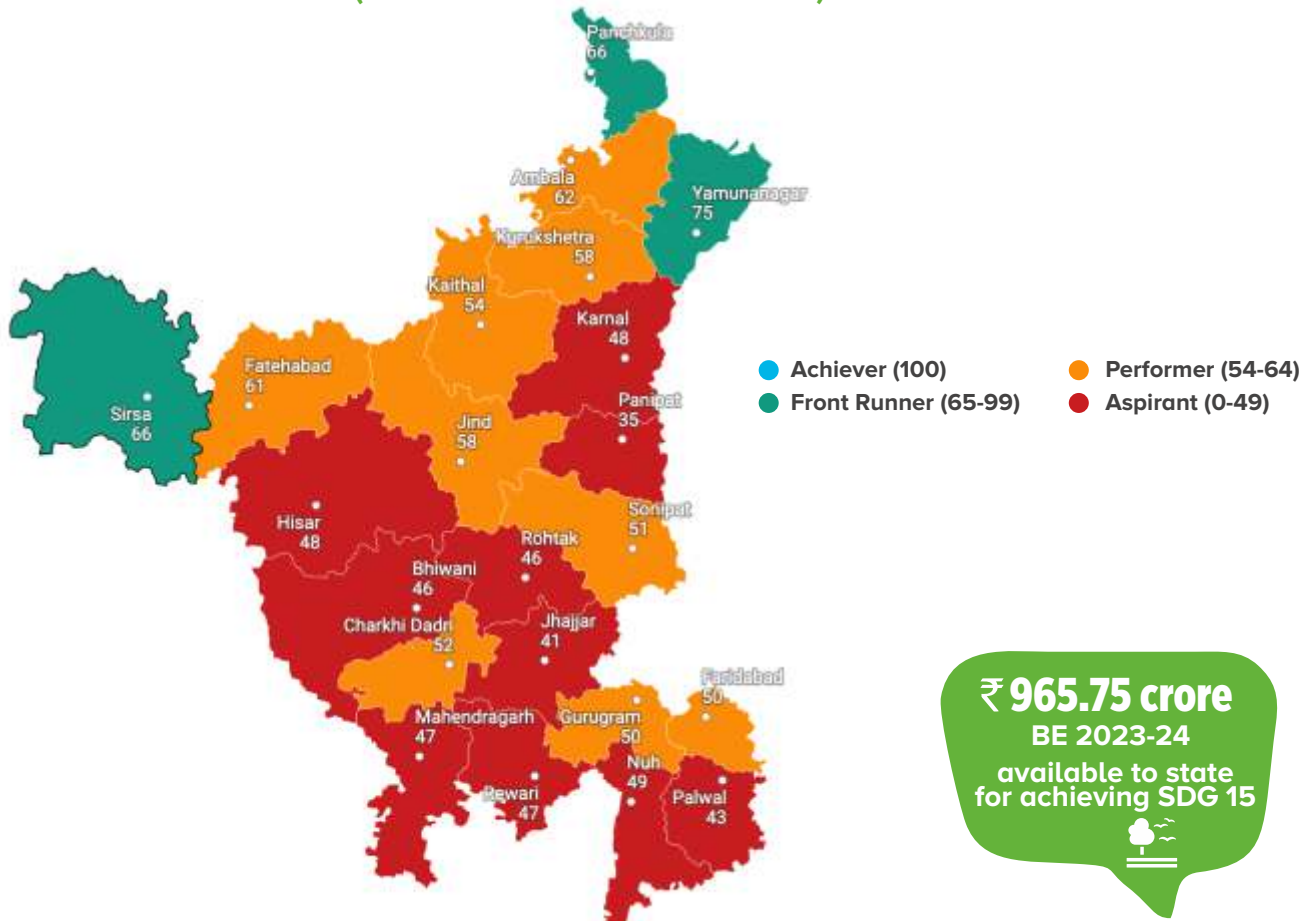 Panchkula
66
Ambala
62
Yamunanagar
75
Kurukshetra
58
Kaithal
54
Karnal
48
Fatehabad
61
Sirsa
66
Jind
58
Panipat
35
Achiever (100)
Performer (54-64)
Front Runner (65-99)
Aspirant (0-49)
Hisar
48
Sonipat
51
Rohtak
46
Bhiwani
46
Charkhi Dadri
52
Jhajjar
41
Faridabad
50
Mahendragarh
47
Gurugram
50
Nuh
49
Rewari
47
Palwal
43
₹ 965.75 crore
BE 2023-24
available to state
for achieving SDG 15